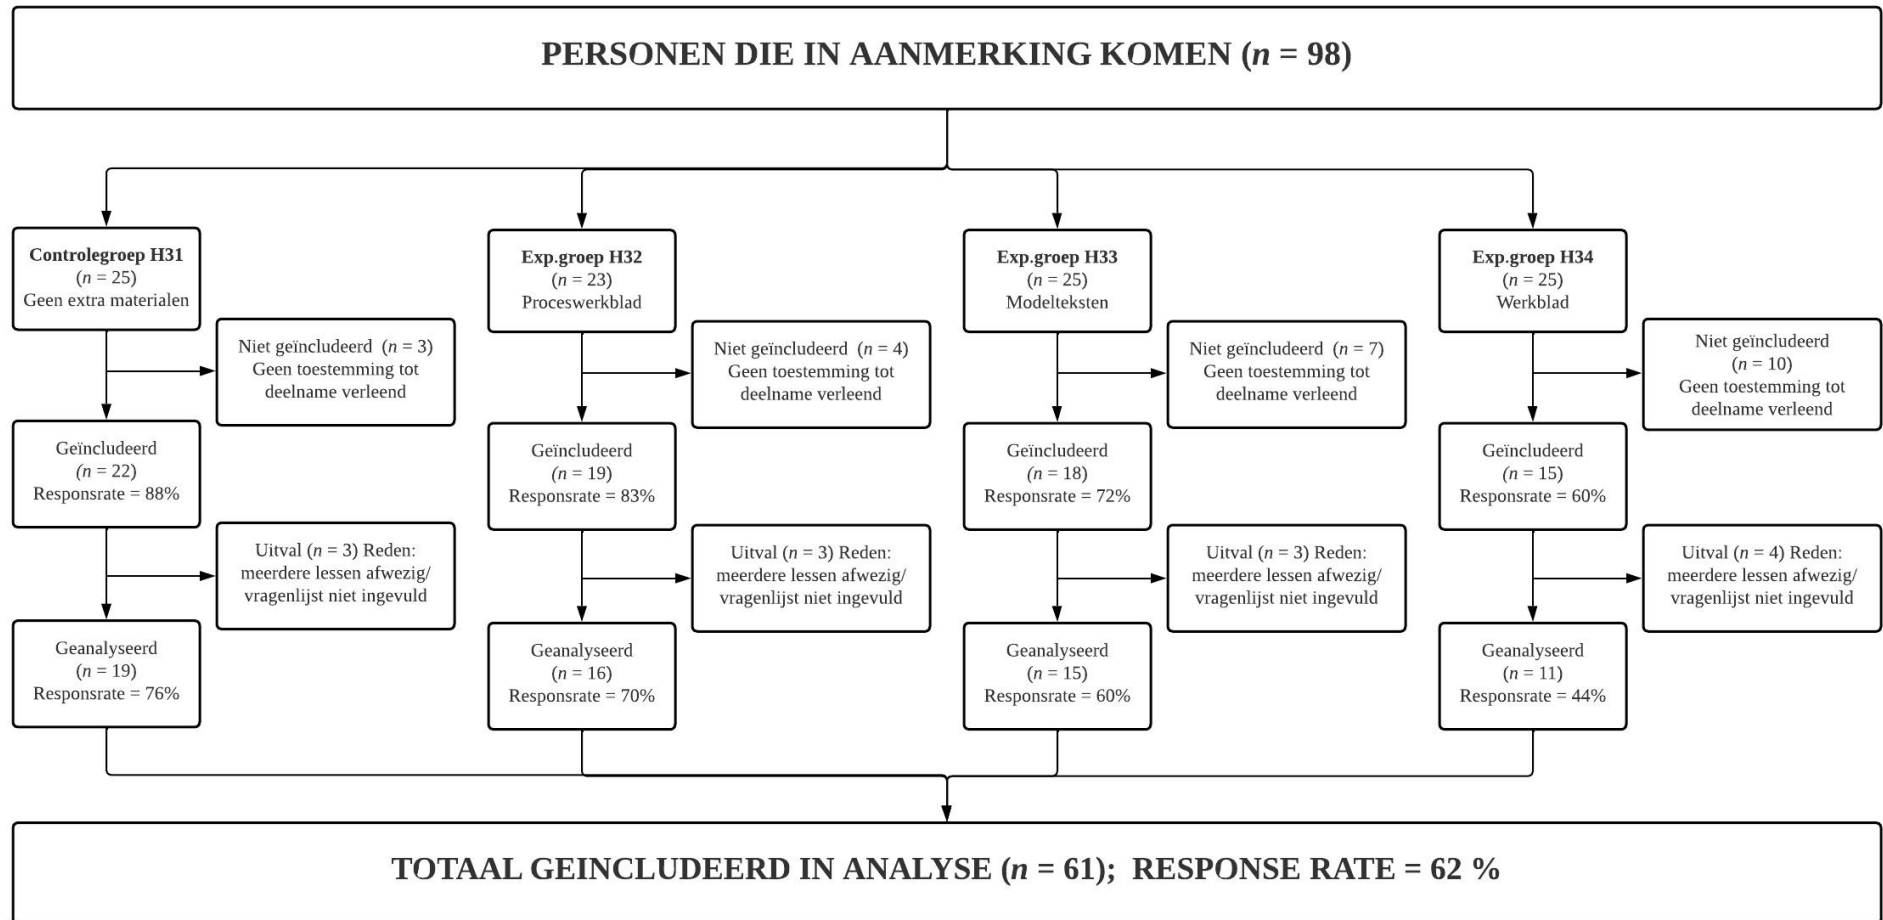 PERSONEN DIE IN AANMERKING KOMEN (n = 98)
Controlegroep H31
(n = 25)
Geen extra materialen
Niet geïncludeerd (n = 3)
Geen toestemming tot
deelname verleend
Geïncludeerd
(n = 22)
Responsrate = 88%
Uitval (n = 3) Reden:
meerdere lessen afwezig/
vragenlijst niet ingevuld
Geanalyseerd
(n = 19)
Responsrate = 76%
Exp.groep H32
(n = 23)
Proceswerkblad
Niet geïncludeerd (n = 4)
Geen toestemming tot
deelname verleend
Geïncludeerd
(n = 19)
Responsrate = 83%
Uitval (n = 3) Reden:
meerdere lessen afwezig/
vragenlijst niet ingevuld
Geanalyseerd
(n = 16)
Responsrate = 70%
Exp.groep H33
(n = 25)
Modelteksten
Niet geïncludeerd (n = 7)
Geen toestemming tot
deelname verleend
Geïncludeerd
(n = 18)
Responsrate = 72%
Uitval (n = 3) Reden:
meerdere lessen afwezig/
vragenlijst niet ingevuld
Geanalyseerd
(n = 15)
Responsrate = 60%
Exp.groep H34
(n = 25)
Werkblad
Niet geïncludeerd
(n = 10)
Geen toestemming tot
deelname verleend
Geïncludeerd
(n = 15)
Responsrate = 60%
Uitval (n = 4) Reden:
meerdere lessen afwezig/
vragenlijst niet ingevuld
Geanalyseerd
(n = 11)
Responsrate = 44%
TOTAAL GEINCLUDEERD IN ANALYSE (n = 61); RESPONSE RATE = 62 %